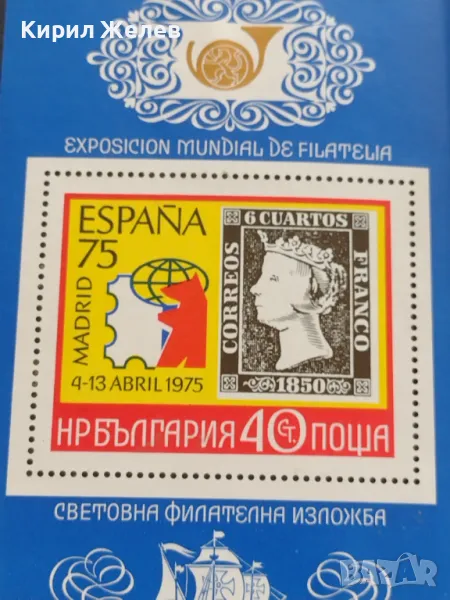 Кирил Желев
EXPOSICION MUNDIAL DE FILATELIA
ESPAÑA
75
MADRID
4-13 ABRIL 1975
6 CUARTOS
CORREOS
FRANCO
1850
НРБЪЛГАРИЯ 40 СТ. ПОЩА
СВЕТОВНА ФИЛАТЕЛНА ИЗЛОЖБА
BAZAR